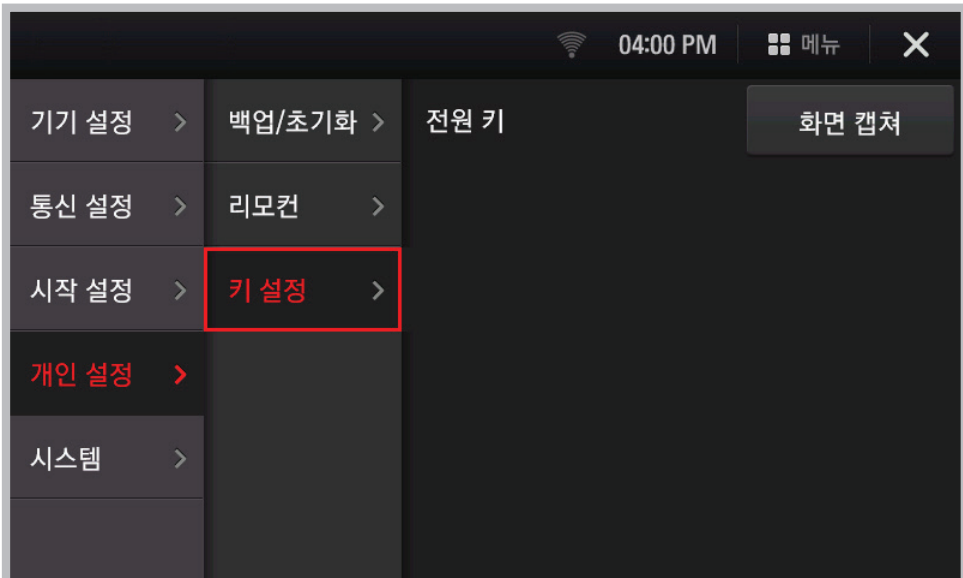 04:00 PM 메뉴
기기 설정
통신 설정
시작 설정
개인 설정
시스템
백업/초기화
리모컨
키 설정
전원 키
화면 캡쳐